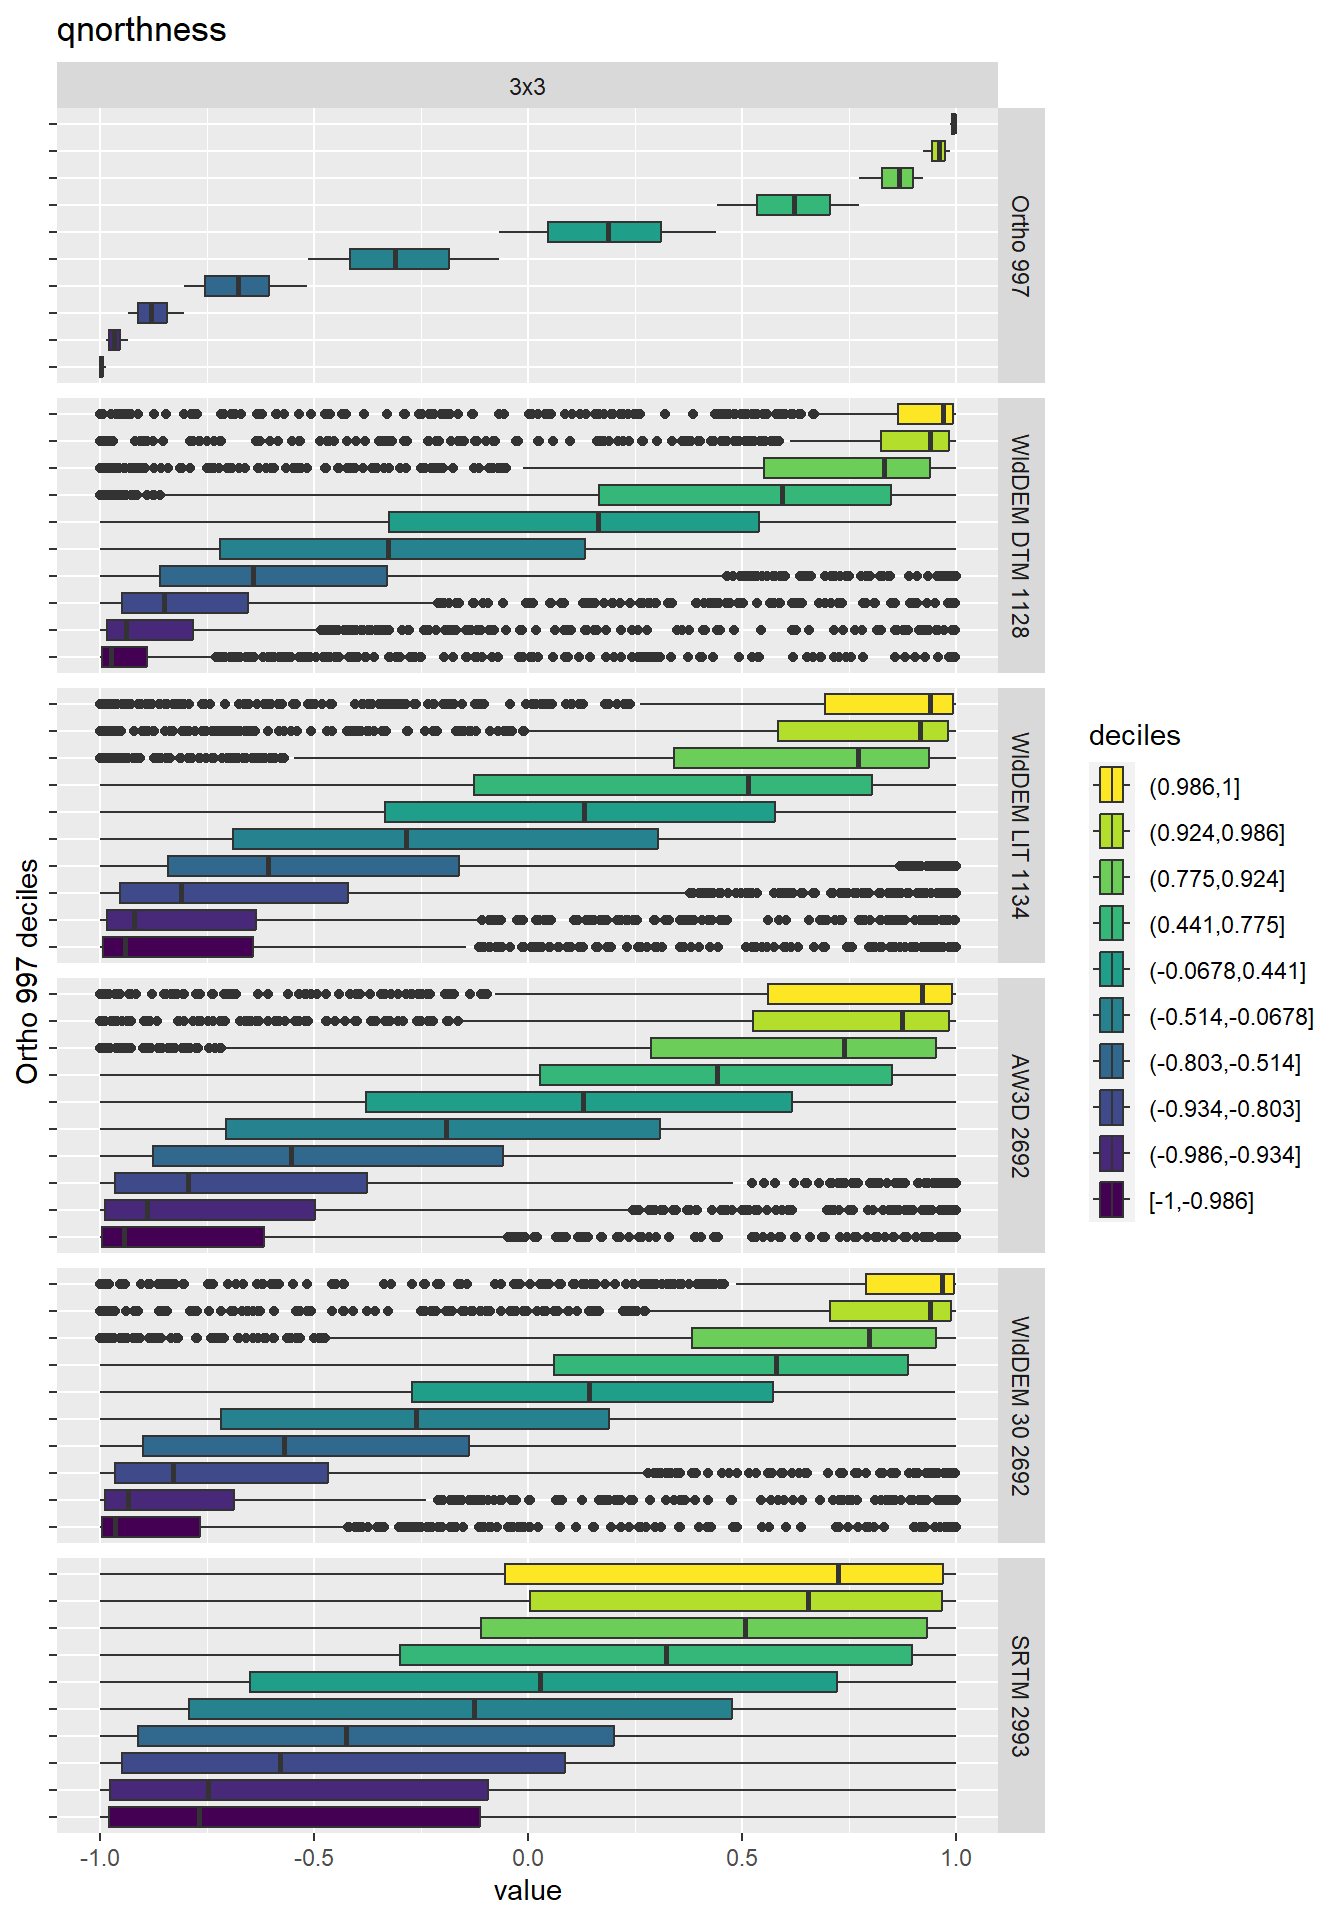 qnorthness
3x3
Ortho 997
WldDEM DTM 1128
WldDEM LIT 1134
AW3D 2692
WldDEM 30 2692
SRTM 2993
Ortho 997 deciles
-1.0
-0.5
0.0
0.5
1.0
value
deciles
(0.986,1]
(0.924,0.986]
(0.775,0.924]
(0.441,0.775]
(-0.0678,0.441]
(-0.514,-0.0678]
(-0.803,-0.514]
(-0.934,-0.803]
(-0.986,-0.934]
[-1,-0.986]